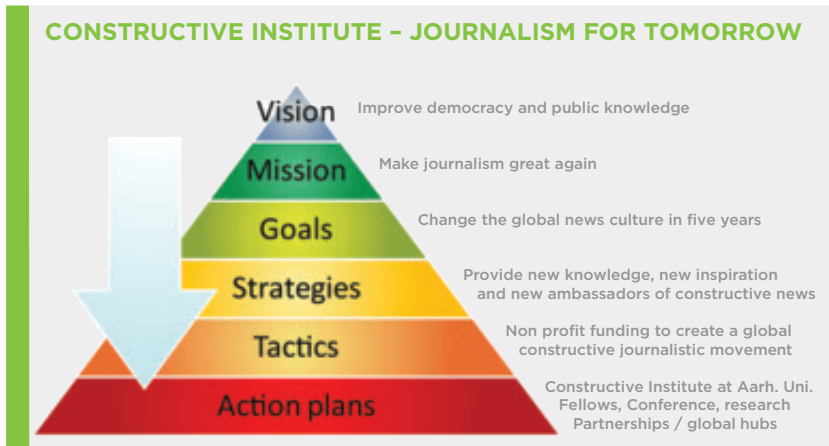 CONSTRUCTIVE INSTITUTE – JOURNALISM FOR TOMORROW
Vision
Improve democracy and public knowledge
Mission
Make journalism great again
Goals
Change the global news culture in five years
Strategies
Provide new knowledge, new inspiration
and new ambassadors of constructive news
Tactics
Non profit funding to create a global
constructive journalistic movement
Action plans
Constructive Institute at Aarh. Uni.
Fellows, Conference, research
Partnerships / global hubs